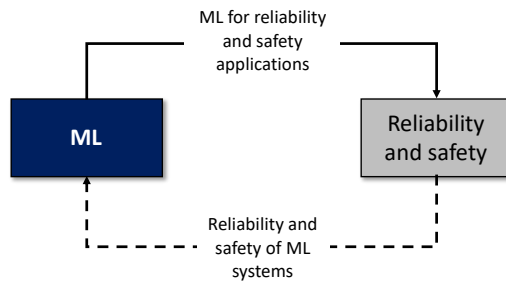 ML for reliability
and safety
applications
ML
Reliability
and safety
Reliability and
safety of ML
systems